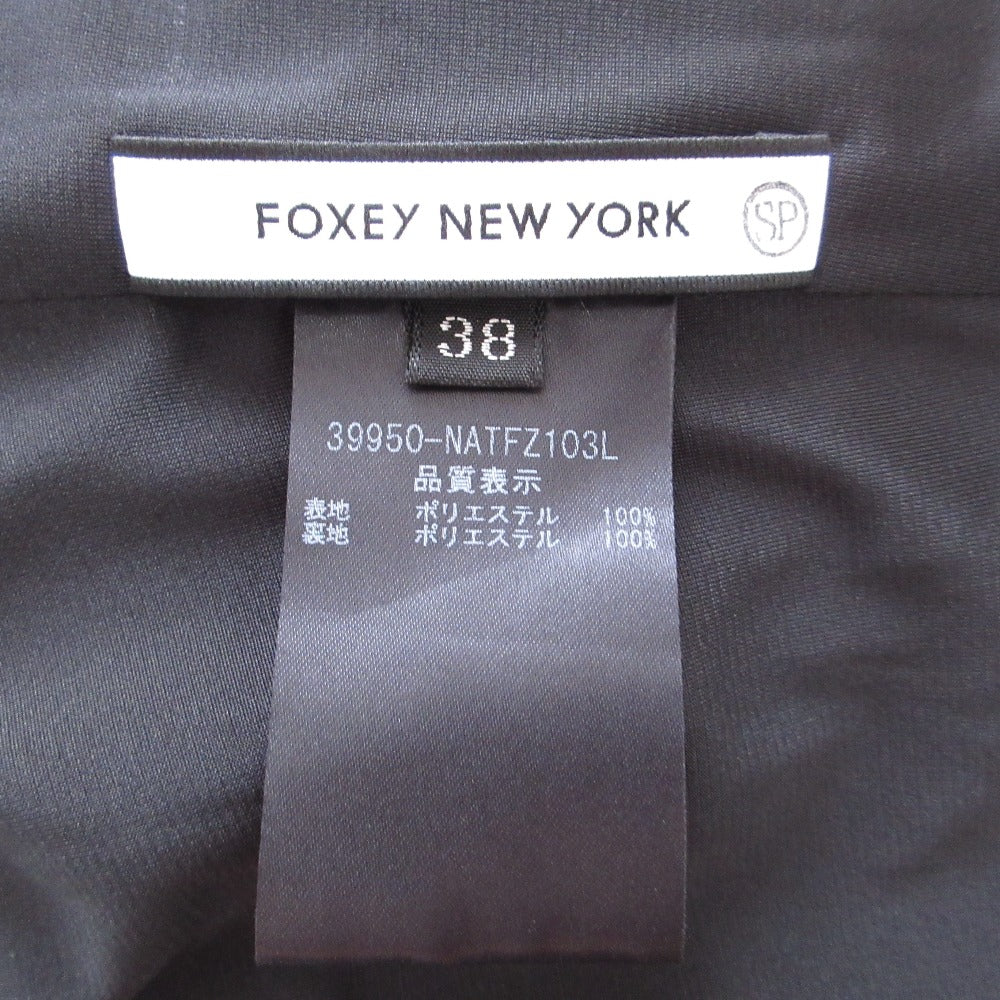 FOXEY NEW YORK SP
38
39950-NATFZ103L
品質表示
表地 ポリエステル 100%
裏地 ポリエステル 100%